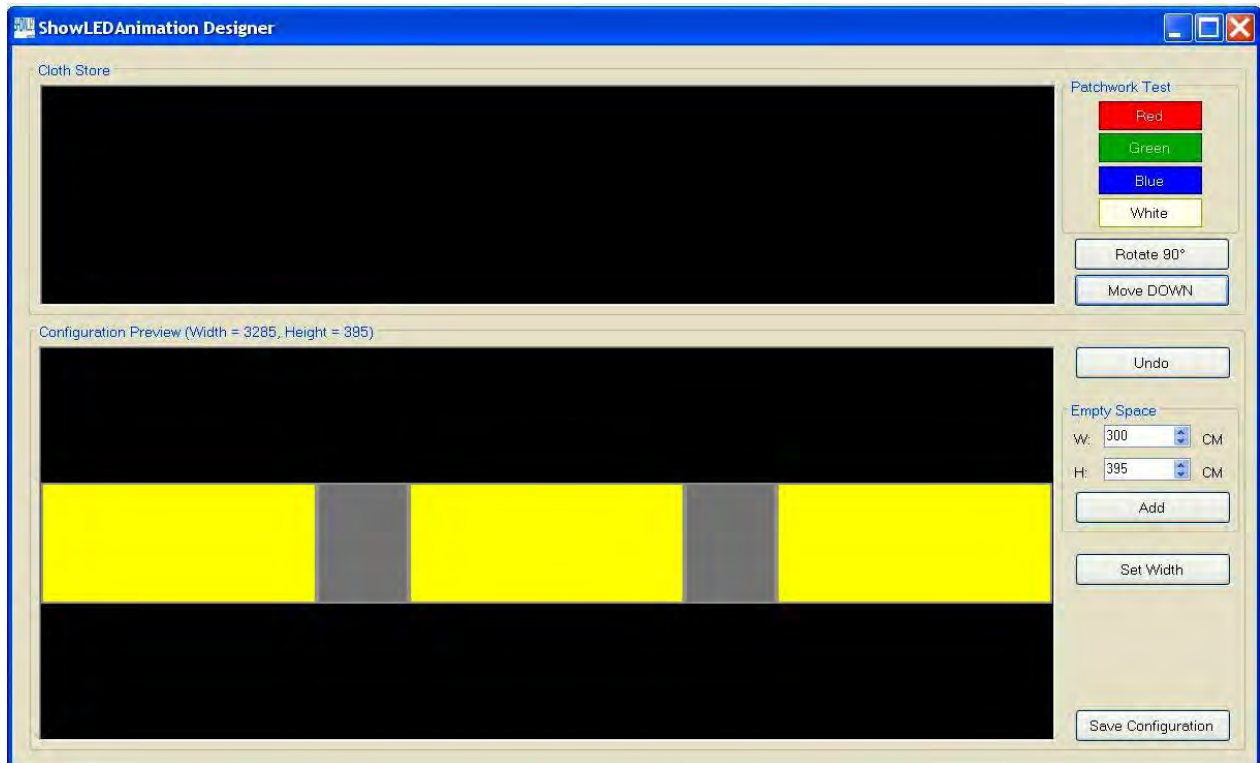 ShowLEDAnimation Designer
Cloth Store
Patchwork Test
Red
Green
Blue
White
Rotate 90°
Move DOWN
Configuration Preview (Width = 3285, Height = 395)
Undo
Empty Space
W: 300 CM
H: 395 CM
Add
Set Width
Save Configuration